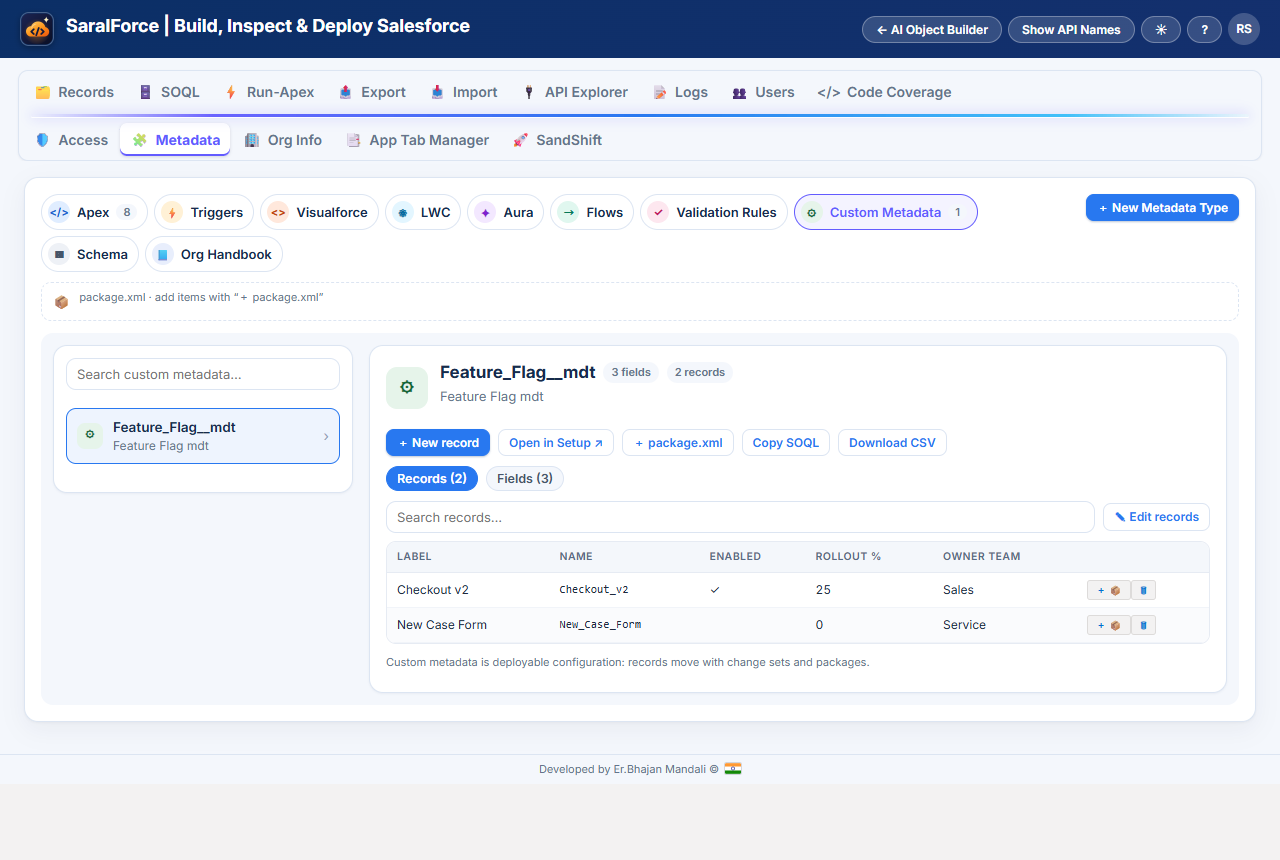 SaralForce | Build, Inspect & Deploy Salesforce
← AI Object Builder
Show API Names
?
RS
Records
SOQL
Run-Apex
Export
Import
API Explorer
Logs
Users
</> Code Coverage
Access
Metadata
Org Info
App Tab Manager
SandShift
</> Apex 8
Triggers
<> Visualforce
LWC
Aura
→ Flows
✓ Validation Rules
Custom Metadata 1
+ New Metadata Type
Schema
Org Handbook
package.xml · add items with “+ package.xml”
Search custom metadata...
Feature_Flag__mdt
Feature Flag mdt
›
Feature_Flag__mdt 3 fields 2 records
Feature Flag mdt
+ New record
Open in Setup ↗
+ package.xml
Copy SOQL
Download CSV
Records (2)
Fields (3)
Search records...
Edit records
LABEL NAME ENABLED ROLLOUT % OWNER TEAM
Checkout v2 Checkout_v2 ✓ 25 Sales +
New Case Form New_Case_Form 0 Service +
Custom metadata is deployable configuration: records move with change sets and packages.
Developed by Er.Bhajan Mandali ©